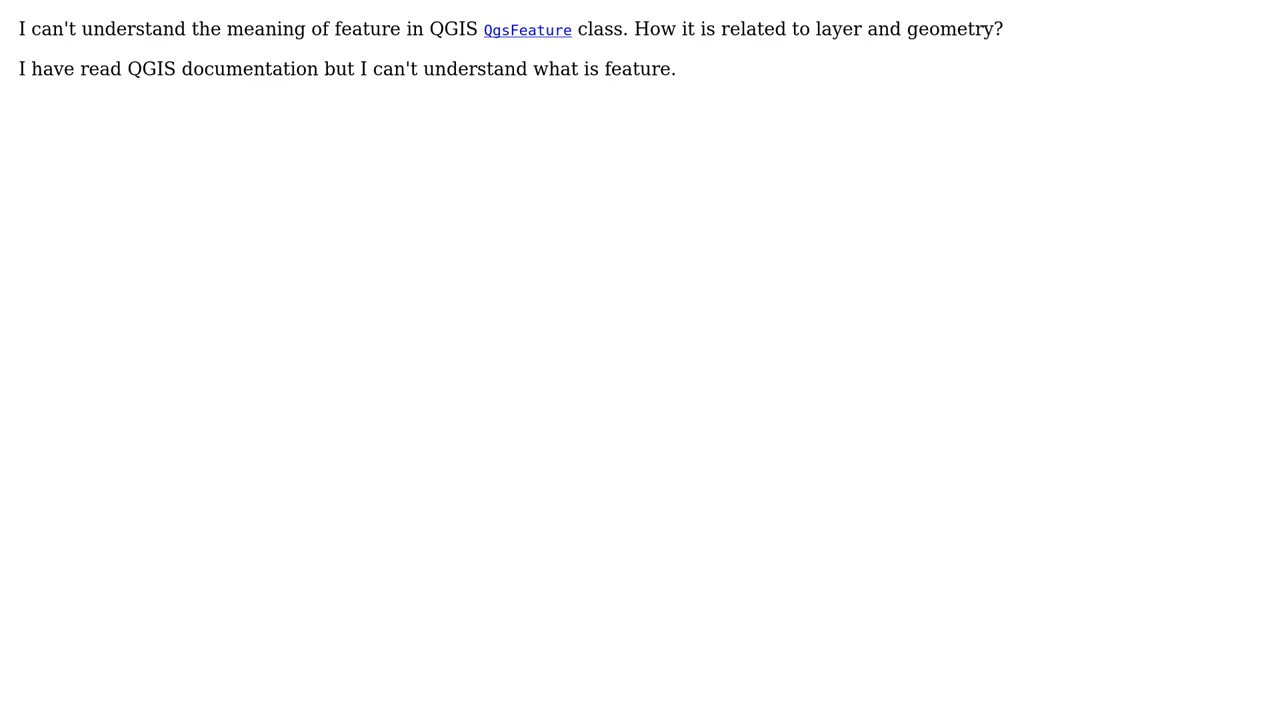 I can't understand the meaning of feature in QGIS QgsFeature class. How it is related to layer and geometry?
I have read QGIS documentation but I can't understand what is feature.